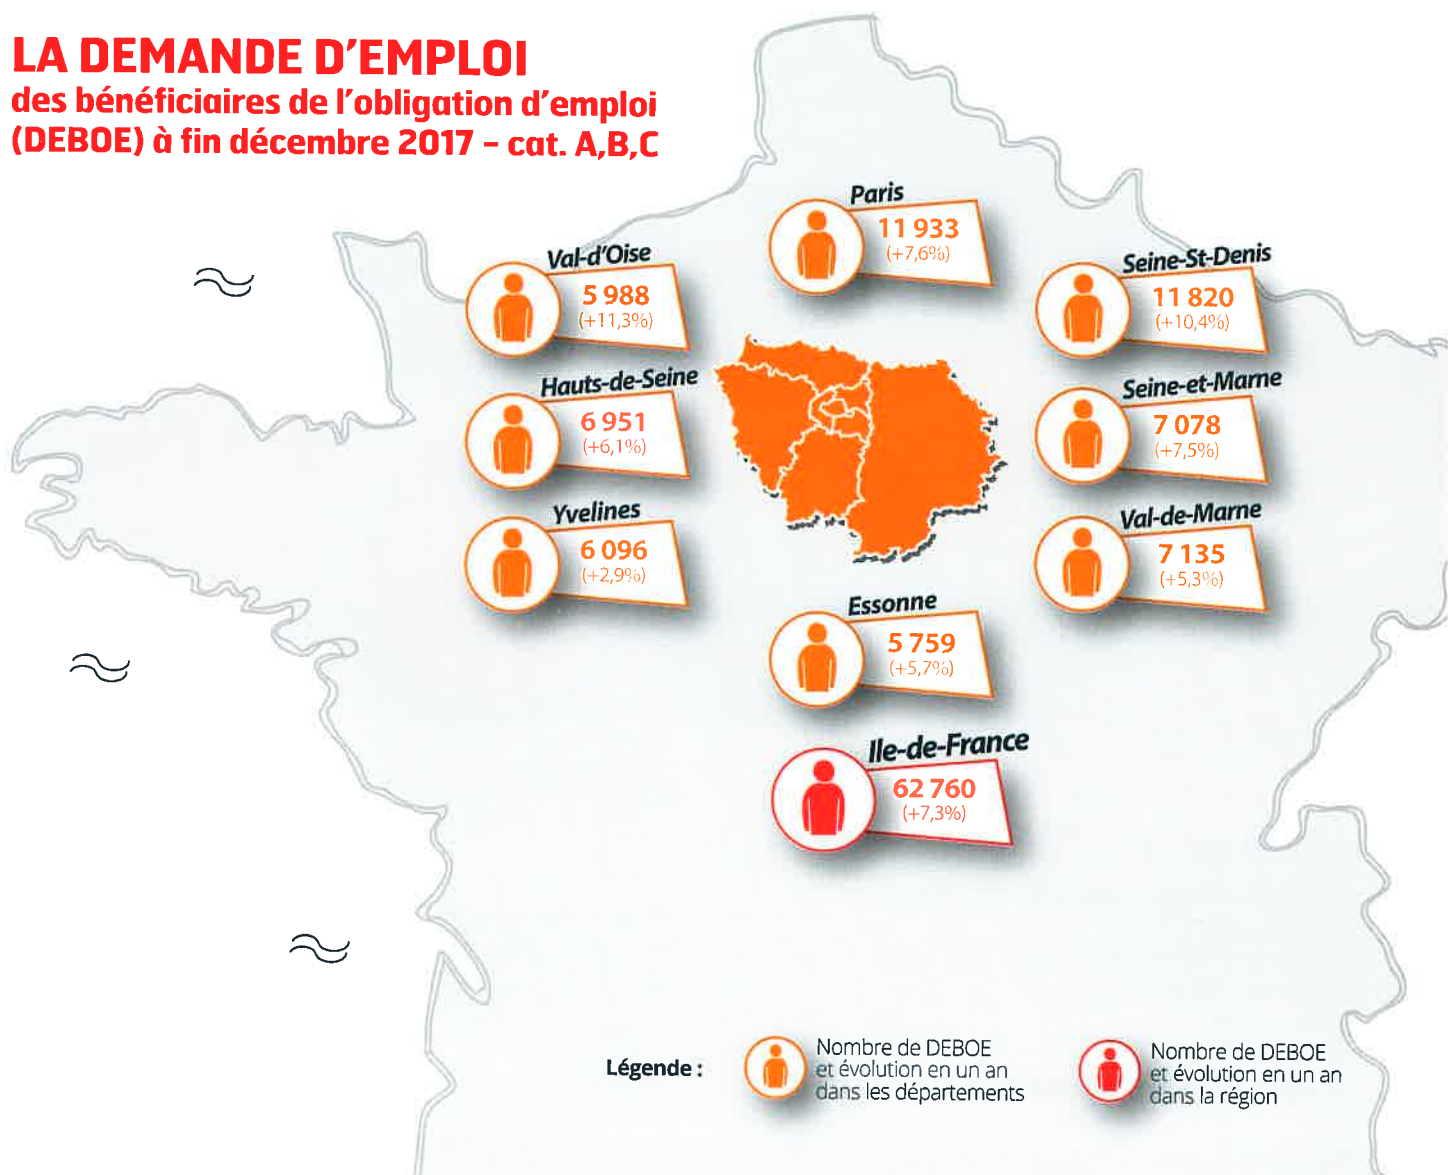 LA DEMANDE D'EMPLOI
des bénéficiaires de l'obligation d'emploi
(DEBOE) à fin décembre 2017 – cat. A,B,C
Paris
11 933
(+7,6%)
Val-d'Oise
5 988
(+11,3%)
Seine-St-Denis
11 820
(+10,4%)
Hauts-de-Seine
6 951
(+6,1%)
Seine-et-Marne
7 078
(+7,5%)
Yvelines
6 096
(+2,9%)
Val-de-Marne
7 135
(+5,3%)
Essonne
5 759
(+5,7%)
Ile-de-France
62 760
(+7,3%)
Légende :
Nombre de DEBOE
et évolution en un an
dans les départements
Nombre de DEBOE
et évolution en un an
dans la région